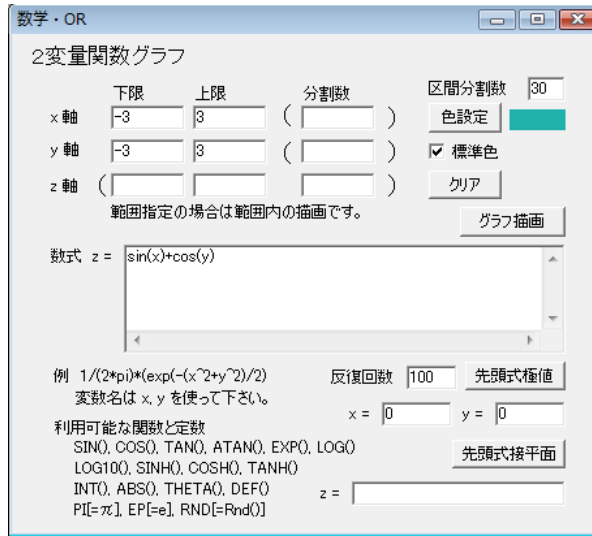 数学・OR
2変量関数グラフ
下限 上限 分割数 区間分割数 30
x 軸 -3 3 ( ) 色設定
y 軸 -3 3 ( ) 標準色
z 軸 ( ) クリア
範囲指定の場合は範囲内の描画です。
グラフ描画
数式 z = sin(x)+cos(y)
例 1/(2*pi)*(exp(-(x^2+y^2)/2) 反復回数 100 先頭式極値
変数名は x, y を使って下さい。
x = 0 y = 0
利用可能な関数と定数
SIN(), COS(), TAN(), ATAN(), EXP(), LOG() 先頭式接平面
LOG10(), SINH(), COSH(), TANH()
INT(), ABS(), THETA(), DEF() z =
PI[=π], EP[=e], RND[=Rnd()]